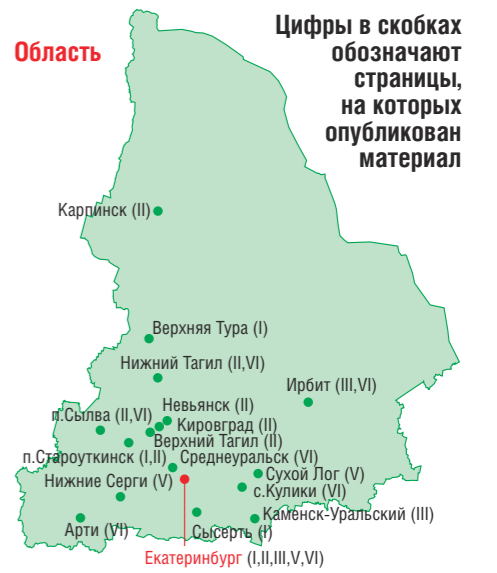 Область
Цифры в скобках
обозначают
страницы,
на которых
опубликован
материал
Карпинск (II)
Верхняя Тура (I)
Нижний Тагил (II,VI)
Ирбит (III,VI)
Невьянск (II)
п.Сылва (II,VI)
Кировград (II)
Верхний Тагил (II)
п.Староуткинск (I,II)
Среднеуральск (VI)
Сухой Лог (V)
Нижние Серги (V)
с.Кулики (VI)
Каменск-Уральский (III)
Арти (VI)
Сысерть (I)
Екатеринбург (I,II,III,V,VI)